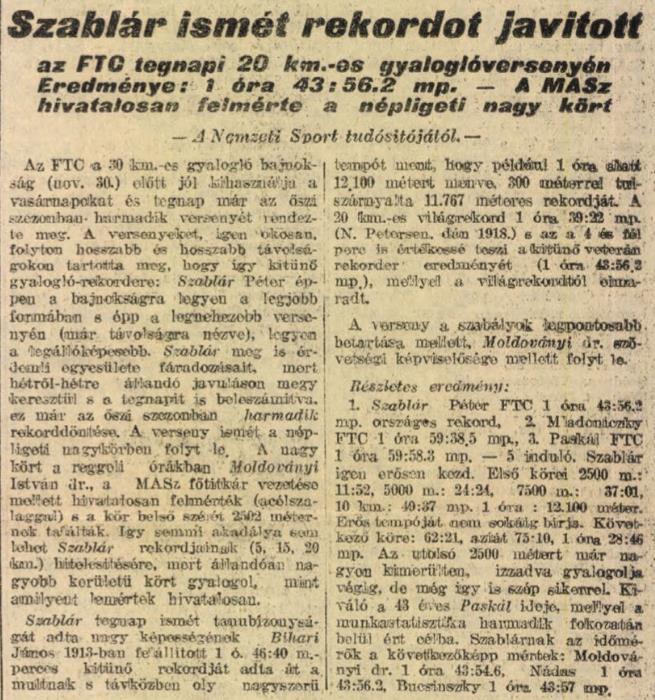 Szablár ismét rekordot javitott
az FTC tegnapi 20 km.-es gyaloglóversenyén
Eredménye: 1 óra 43:56.2 mp. — A MASz
hivatalosan felmérte a népligeti nagy kört
— A Nemzeti Sport tudósitójától. —
Az FTC a 30 km.-es gyalogló bajnok-
ság (nov. 30.) előtt jól kihasználja a
vasárnapokat és tegnap már az őszi
szezonban harmadik versenyét rendez-
te meg. A versenyeket, igen okosan,
folyton hosszabb és hosszabb távolsá-
gokon tartotta meg, hogy igy kitünő
gyalogló-rekordere: Szablár Péter ép-
pen a bajnokságra legyen a legjobb
formában s épp a legnehezebb verse-
nyén (már távolságra nézve), legyen
a legállóképesebb. Szablár meg is ér-
demli egyesülete fáradozásait, mert
hétről-hétre állandó javuláson megy
keresztül s a tegnapit is beleszámitva,
ez már az őszi szezonban harmadik
rekorddöntése. A verseny ismét a nép-
ligeti nagykörben folyt le. A nagy
kört a reggeli órákban Moldoványi
István dr., a MASz főtitkár vezetése
mellett hivatalosan felmérték (acélsza-
laggal) s a kör belső szélét 2502 méter-
nek találták. Igy semmi akadálya sem
lehet Szablár rekordjainak (5, 15, 20
km.) hitelesitésére, mert állandóan na-
gyobb kerületü kört gyalogol, mint
amilyent lemértek hivatalosan.
Szablár tegnap ismét tanubizonysá-
gát adta nagy képességének Bihari
János 1913-ban felállitott 1 ó. 46:40 m.-
perces kitünő rekordját adta át a
multnak s távközben oly nagyszerü
tempót ment, hogy például 1 óra alatt
12,100 métert menve, 300 méterrel tul-
szárnyalta 11.767 méteres rekordját. A
20 km.-es világrekord 1 óra 39:22 mp.
(N. Petersen, dán 1918.) s az a 4 és fél
perc is értékessé teszi a kitünő veterán
rekorder eredményét (1 óra 43:56,2
mp.), mellyel a világrekordtól elma-
radt.
A verseny a szabályok legpontosabb
betartása mellett, Moldoványi dr. szö-
vetségi képviselősége mellett folyt le.
Részletes eredmény:
1. Szablár Péter FTC 1 óra 43:56.2
mp. országos rekord, 2. Mladoniczky
FTC 1 óra 59:38,5 mp., 3. Paskál FTC
1 óra 59:58.3 mp. — 5 induló. Szablár
igen erősen kezd. Első körei 2500 m.:
11:52, 5000 m.: 24:24, 7500 m.: 37:01,
10 km.: 49:37 mp. 1 óra : 12.100 méter.
Erős tempóját nem sokáig birja. Követ-
kező köre: 62:21, aztát 75:10, 1 óra 28:46
mp. Az utolsó 2500 métert már na-
gyon kimerülten, izzadva gyalogolja
végig, de még igy is szép sikerrel. Ki-
váló a 43 éves Paskál ideje, mellyel a
munkastatisztika harmadik fokozatán
belül ért célba. Szablárnak az időmé-
rők a következőképp mértek: Moldová-
nyi dr. 1 óra 43:54.6, Nádas 1 óra
43:56.2, Bucsinszky 1 óra 43:57 mp.